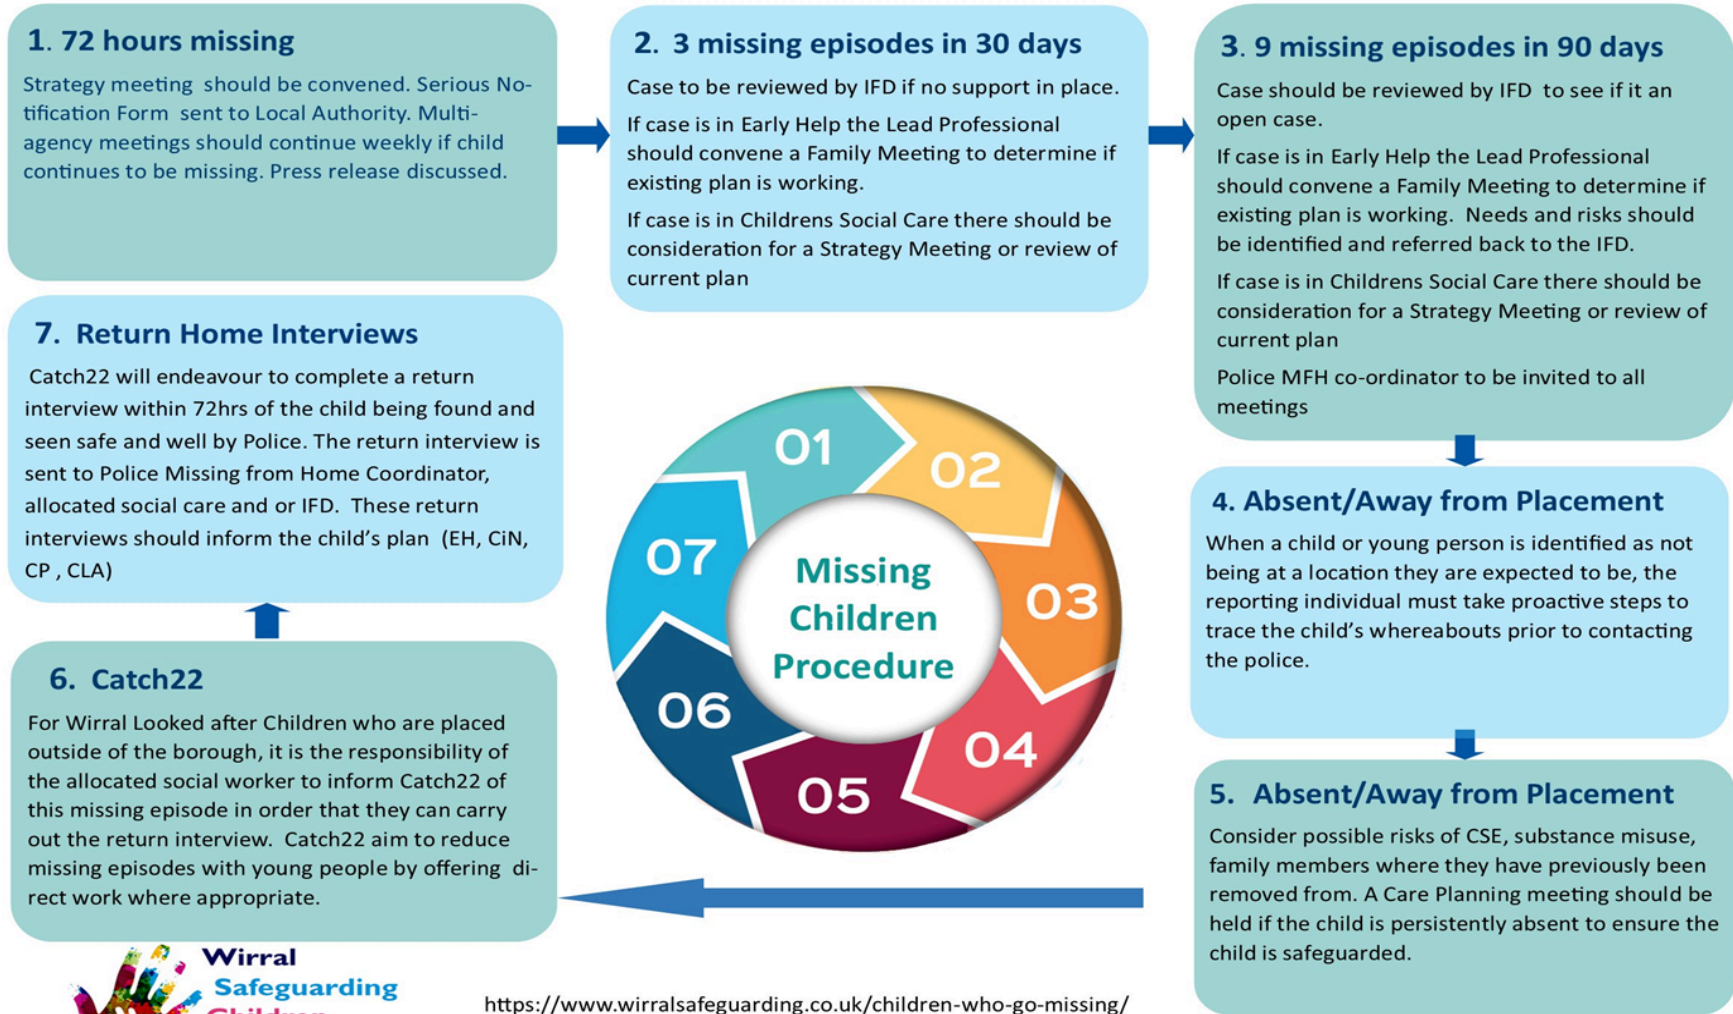 1. 72 hours missing
Strategy meeting should be convened. Serious No-
tification Form sent to Local Authority. Multi-
agency meetings should continue weekly if child
continues to be missing. Press release discussed.
2. 3 missing episodes in 30 days
Case to be reviewed by IFD if no support in place.
If case is in Early Help the Lead Professional
should convene a Family Meeting to determine if
existing plan is working.
If case is in Childrens Social Care there should be
consideration for a Strategy Meeting or review of
current plan
3. 9 missing episodes in 90 days
Case should be reviewed by IFD to see if it an
open case.
If case is in Early Help the Lead Professional
should convene a Family Meeting to determine if
existing plan is working. Needs and risks should
be identified and referred back to the IFD.
If case is in Childrens Social Care there should be
consideration for a Strategy Meeting or review of
current plan
Police MFH co-ordinator to be invited to all
meetings
4. Absent/Away from Placement
When a child or young person is identified as not
being at a location they are expected to be, the
reporting individual must take proactive steps to
trace the child's whereabouts prior to contacting
the police.
5. Absent/Away from Placement
Consider possible risks of CSE, substance misuse,
family members where they have previously been
removed from. A Care Planning meeting should be
held if the child is persistently absent to ensure the
child is safeguarded.
6. Catch22
For Wirral Looked after Children who are placed
outside of the borough, it is the responsibility of
the allocated social worker to inform Catch22 of
this missing episode in order that they can carry
out the return interview. Catch22 aim to reduce
missing episodes with young people by offering di-
rect work where appropriate.
7. Return Home Interviews
Catch22 will endeavour to complete a return
interview within 72hrs of the child being found and
seen safe and well by Police. The return interview is
sent to Police Missing from Home Coordinator,
allocated social care and or IFD. These return
interviews should inform the child's plan (EH, CiN,
CP , CLA)
01
02
03
04
05
06
07
Missing
Children
Procedure
Wirral
Safeguarding
Children
https://www.wirralsafeguarding.co.uk/children-who-go-missing/